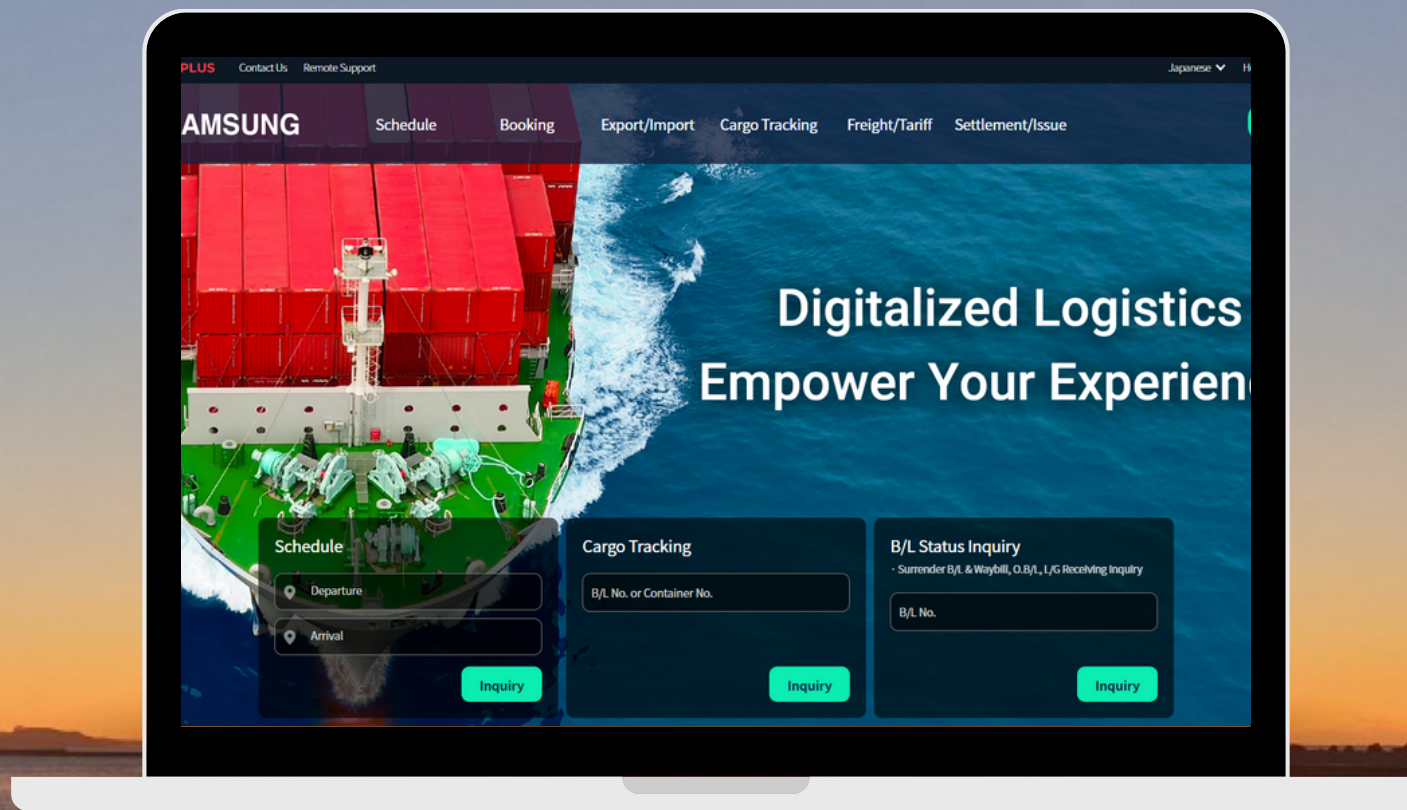 PLUS Contact Us Remote Support Japanese
AMSUNG Schedule Booking Export/Import Cargo Tracking Freight/Tariff Settlement/Issue
Digitalized Logistics
Empower Your Experien
Schedule
Departure
Arrival
Inquiry
Cargo Tracking
B/L No. or Container No.
Inquiry
B/L Status Inquiry
- Surrender B/L & Waybill, O.B/L, L/G Receiving Inquiry
B/L No.
Inquiry